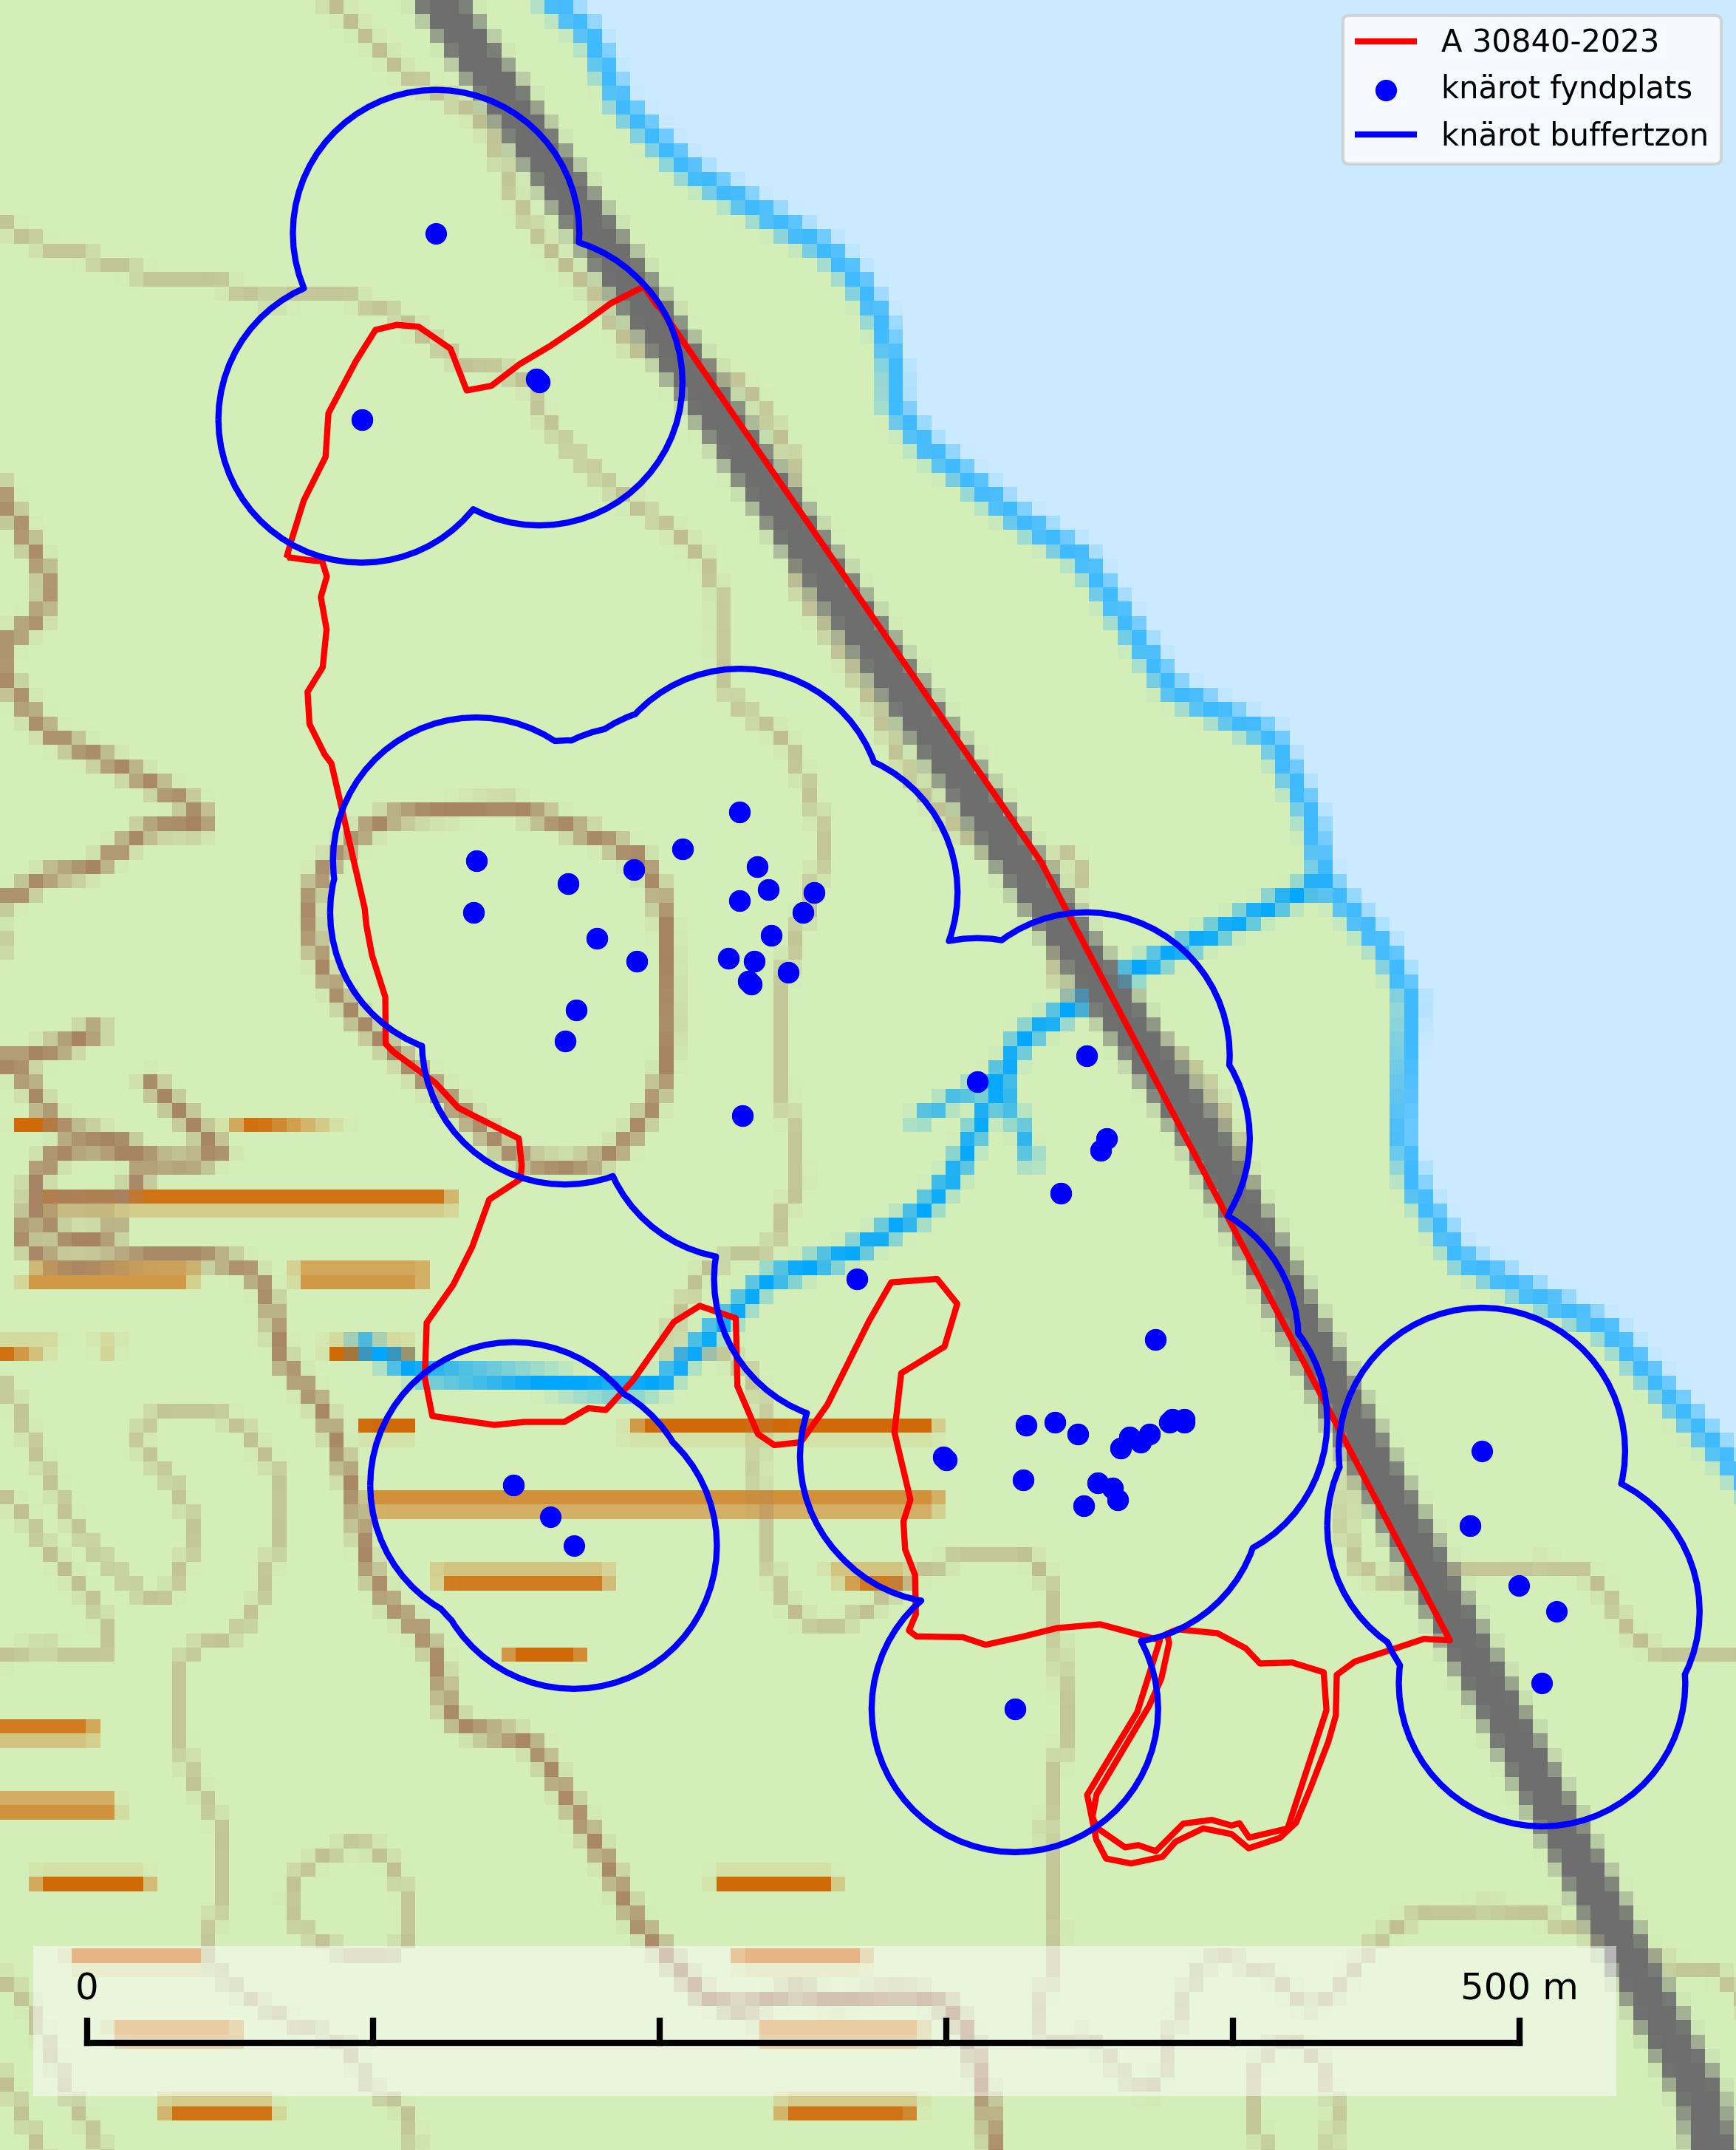 A 30840-2023
knärot fyndplats
knärot buffertzon
0
500 m